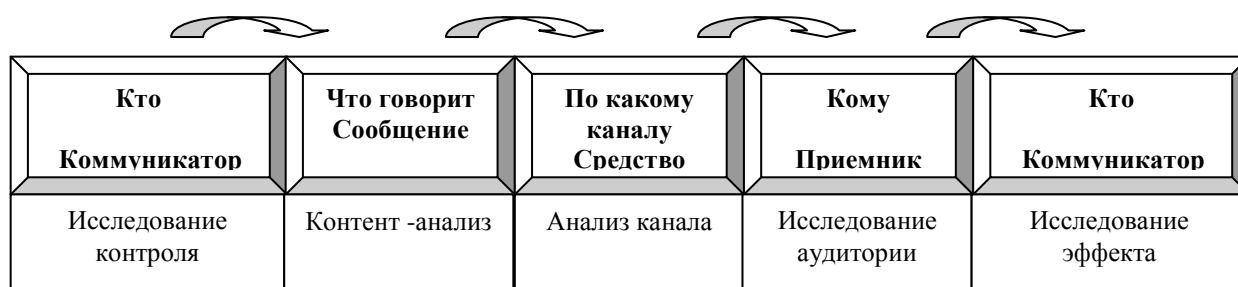 Кто
Коммуникатор
Что говорит
Сообщение
По какому
каналу
Средство
Кому
Приемник
Кто
Коммуникатор
Исследование
контроля
Контент -анализ
Анализ канала
Исследование
аудитории
Исследование
эффекта